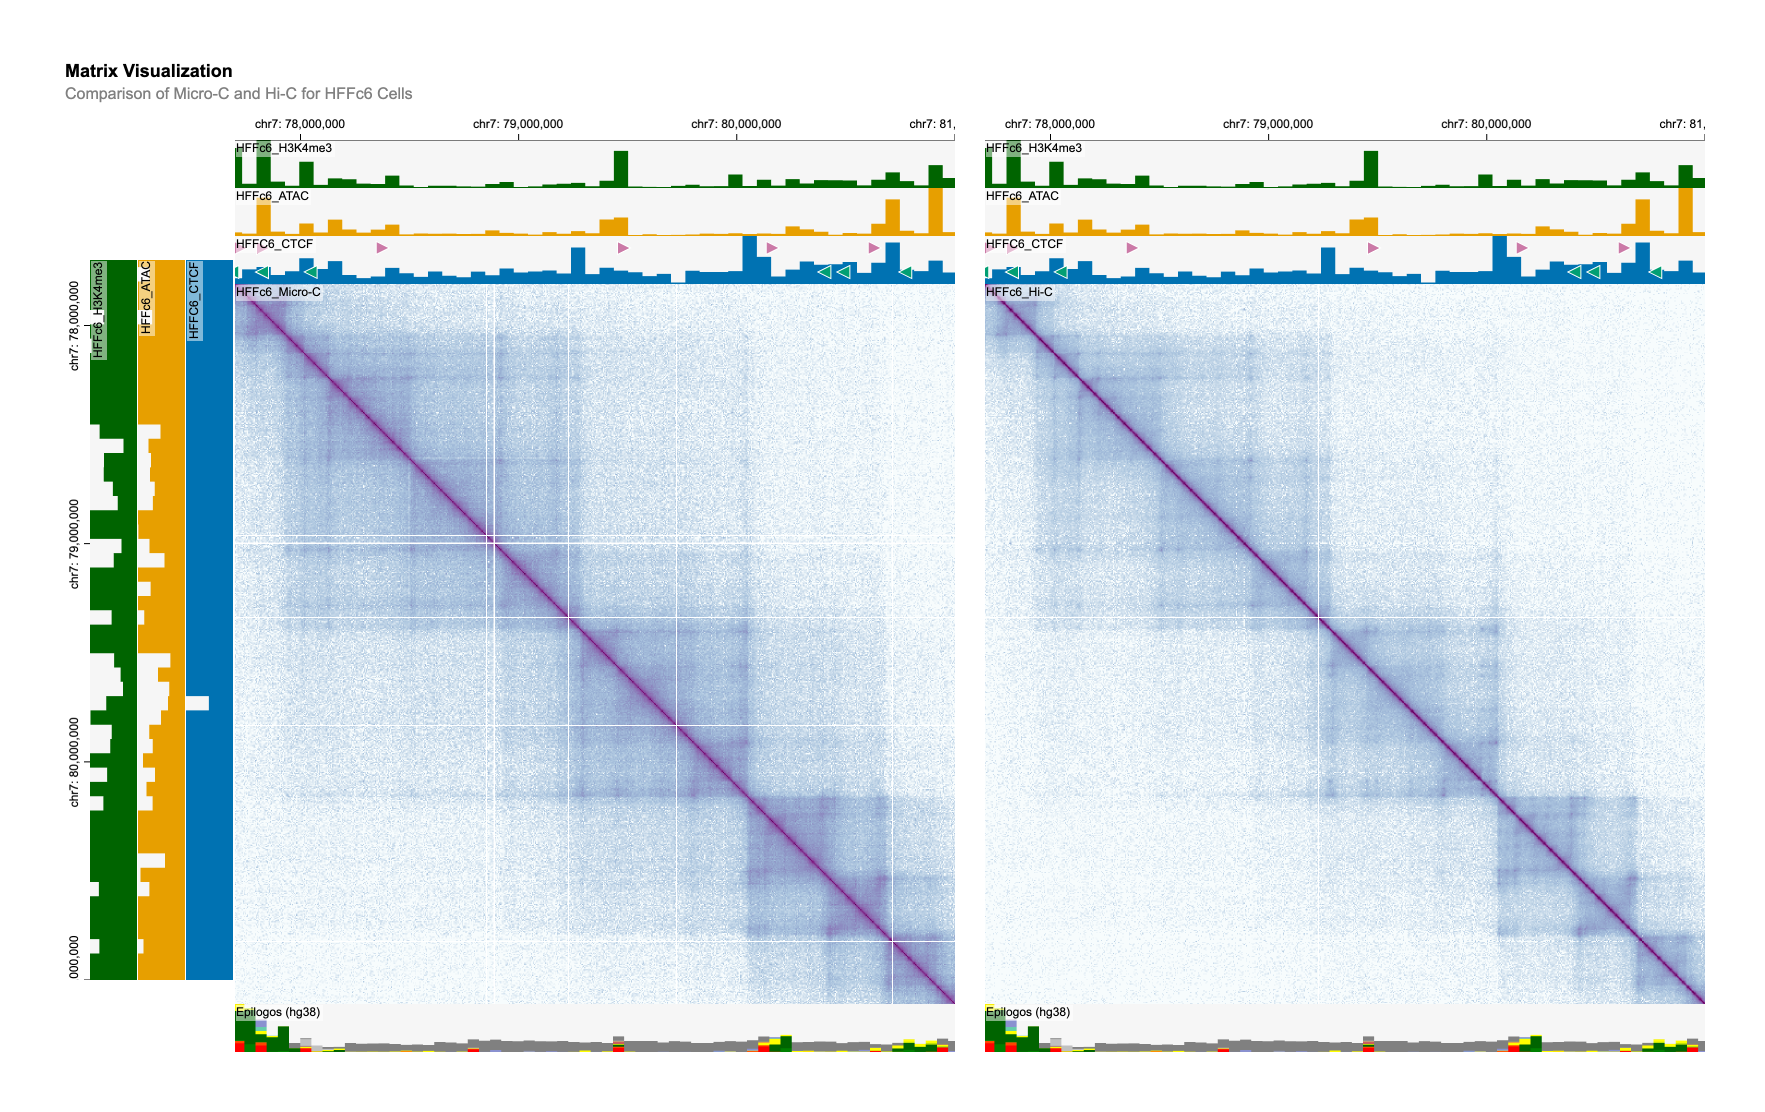 Matrix Visualization
Comparison of Micro-C and Hi-C for HFFc6 Cells
chr7: 78,000,000 chr7: 79,000,000 chr7: 80,000,000 chr7: 81,
chr7: 78,000,000 chr7: 79,000,000 chr7: 80,000,000 chr7: 81,
HFFc6_H3K4me3
HFFc6_H3K4me3
HFFc6_ATAC
HFFc6_ATAC
HFFC6_CTCF
HFFC6_CTCF
HFFc6_Micro-C
HFFc6_Hi-C
HFFc6_H3K4me3
HFFc6_ATAC
HFFC6_CTCF
chr7: 78,000,000
chr7: 79,000,000
chr7: 80,000,000
000,000
Epilogos (hg38)
Epilogos (hg38)